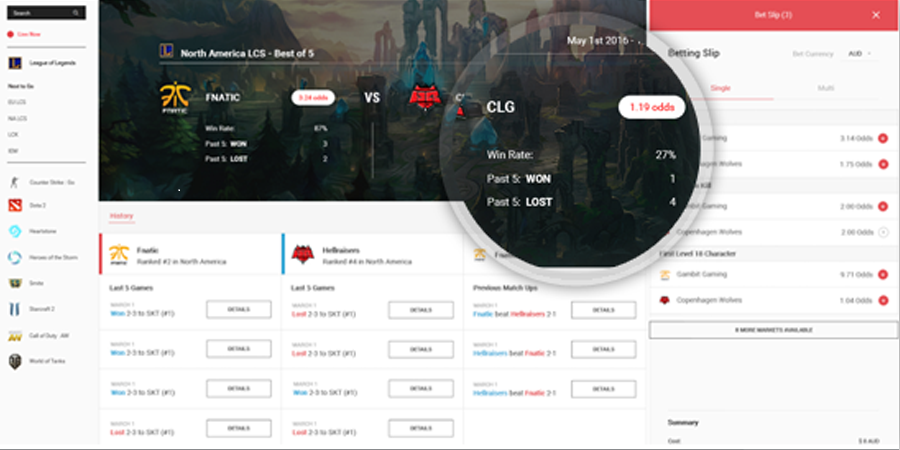 Search
Live Now
League of Legends
Next to Go
EU LCS
NA LCS
LCK
Counter Strike : Go
Dota 2
Hearthstone
Heroes of the Storm
Smite
Starcraft 2
Call of Duty : AW
World of Tanks
North America LCS - Best of 5
May 1st 2016 -
FNATIC
FNATIC
3.24 odds
VS
Win Rate:
87%
Past 5: WON
3
Past 5: LOST
2
CLG
1.19 odds
Win Rate:
27%
Past 5: WON
1
Past 5: LOST
4
History
Fnatic
Ranked #2 in North America
Last 5 Games
MARCH 1
Won 2-3 to SKT (#1)
DETAILS
MARCH 1
Won 2-3 to SKT (#1)
DETAILS
MARCH 1
Won 2-3 to SKT (#1)
DETAILS
MARCH 1
Lost 2-3 to SKT (#1)
DETAILS
Hellraisers
Ranked #4 in North America
Last 5 Games
MARCH 1
Lost 2-3 to SKT (#1)
DETAILS
MARCH 1
Lost 2-3 to SKT (#1)
DETAILS
MARCH 1
Won 2-3 to SKT (#1)
DETAILS
MARCH 1
Lost 2-3 to SKT (#1)
DETAILS
Previous Match Ups
MARCH 1
Fnatic beat Hellraisers 2-1
DETAILS
MARCH 1
Hellraisers beat Fnatic 2-1
DETAILS
MARCH 1
Hellraisers beat Fnatic 2-1
DETAILS
Bet Slip (3)
Betting Slip
Bet Currency
AUD
Single
Multi
Gaming
3.14 Odds
Copenhagen Wolves
1.75 Odds
Kill
Gambit Gaming
2.00 Odds
Copenhagen Wolves
2.00 Odds
First Level 18 Character
Gambit Gaming
9.71 Odds
Copenhagen Wolves
1.04 Odds
8 MORE MARKETS AVAILABLE
Summary
Cost
$ 6 AUD